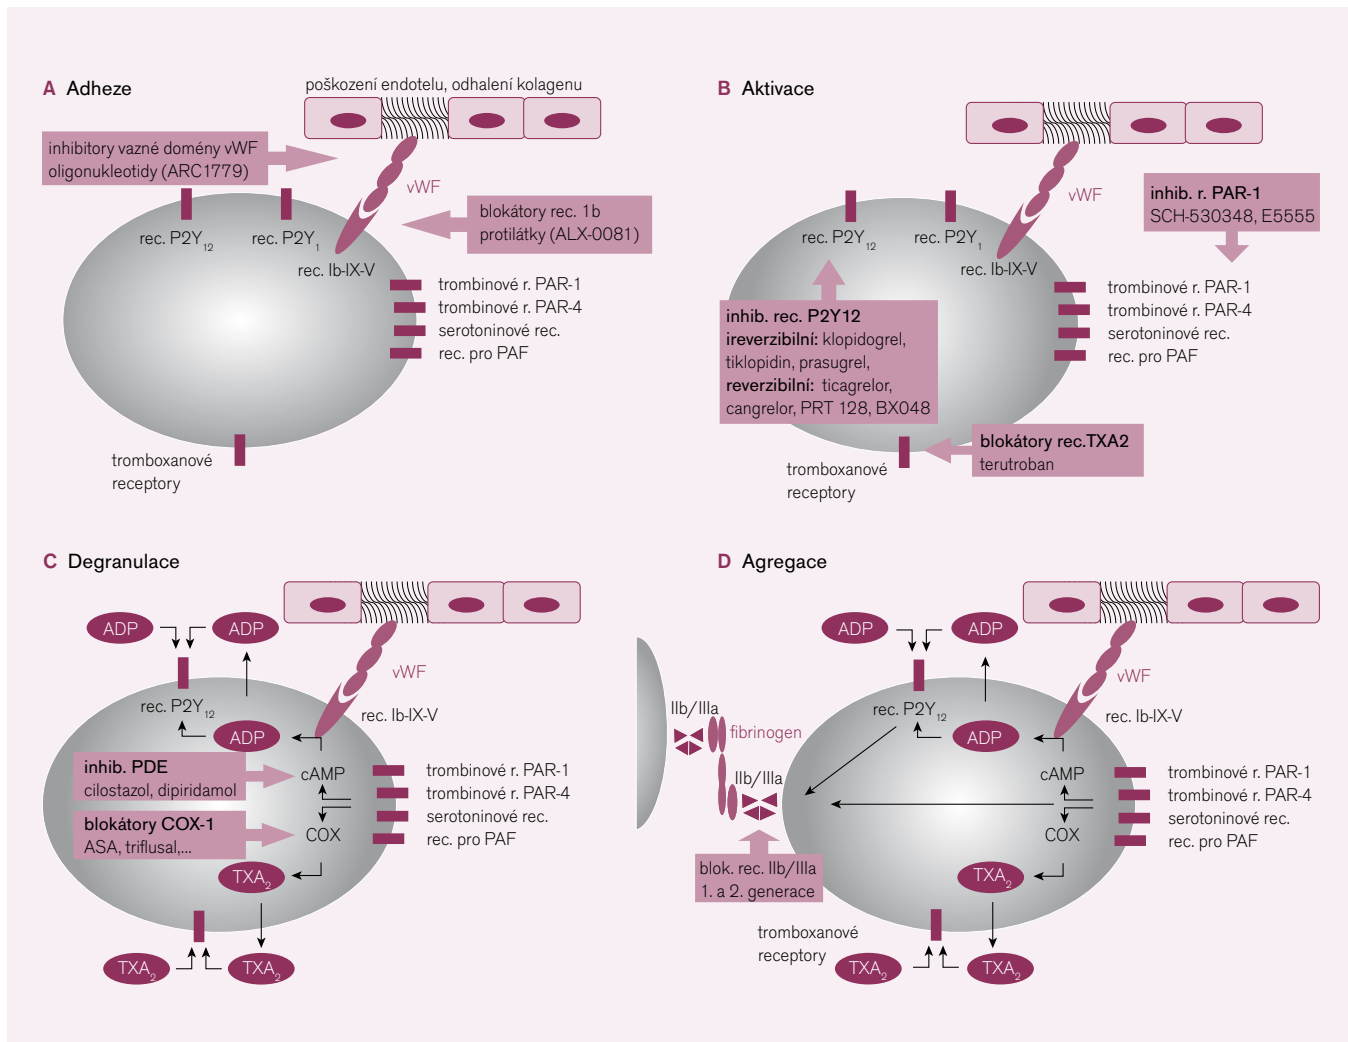 A Adheze
poškození endotelu, odhalení kolagenu
inhibitory vazné domény vWF
oligonukleotidy (ARC1779)
vWF
blokátory rec. 1b
protilátky (ALX-0081)
rec. P2Y12
rec. P2Y1
rec. Ib-IX-V
trombinové r. PAR-1
trombinové r. PAR-4
serotoninové rec.
rec. pro PAF
tromboxanové
receptory
B Aktivace
vWF
inhib. r. PAR-1
SCH-530348, E5555
rec. P2Y12
rec. P2Y1
rec. Ib-IX-V
trombinové r. PAR-1
trombinové r. PAR-4
serotoninové rec.
rec. pro PAF
inhib. rec. P2Y12
ireverzibilní: klopidogrel,
tiklopidin, prasugrel,
reverzibilní: ticagrelor,
cangrelor, PRT 128, BX048
blokátory rec.TXA2
terutroban
tromboxanové
receptory
C Degranulace
ADP
ADP
vWF
rec. P2Y12
rec. Ib-IX-V
ADP
inhib. PDE
cilostazol, dipiridamol
cAMP
blokátory COX-1
ASA, triflusal,...
COX
trombinové r. PAR-1
trombinové r. PAR-4
serotoninové rec.
rec. pro PAF
TXA2
TXA2
TXA2
D Agregace
ADP
ADP
vWF
IIb/IIIa
rec. P2Y12
rec. Ib-IX-V
fibrinogen
ADP
IIb/IIIa
cAMP
COX
trombinové r. PAR-1
trombinové r. PAR-4
serotoninové rec.
rec. pro PAF
blok. rec. IIb/IIIa
1. a 2. generace
TXA2
tromboxanové
receptory
TXA2
TXA2